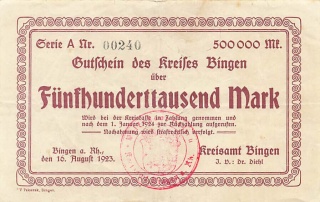 Serie A Nr. 00240 500000 Mk.
Gutschein des Kreises Bingen
über
Fünfhunderttausend Mark
Wird bei der Kreiskasse in Zahlung genommen und
nach dem 1. Januar 1924 zur Rückzahlung aufgerufen.
Nachahmung wird strafrechtlich verfolgt.
Bingen a. Rh.,
den 16. August 1923.
Kreisamt Bingen
J. V.: Dr. Diehl